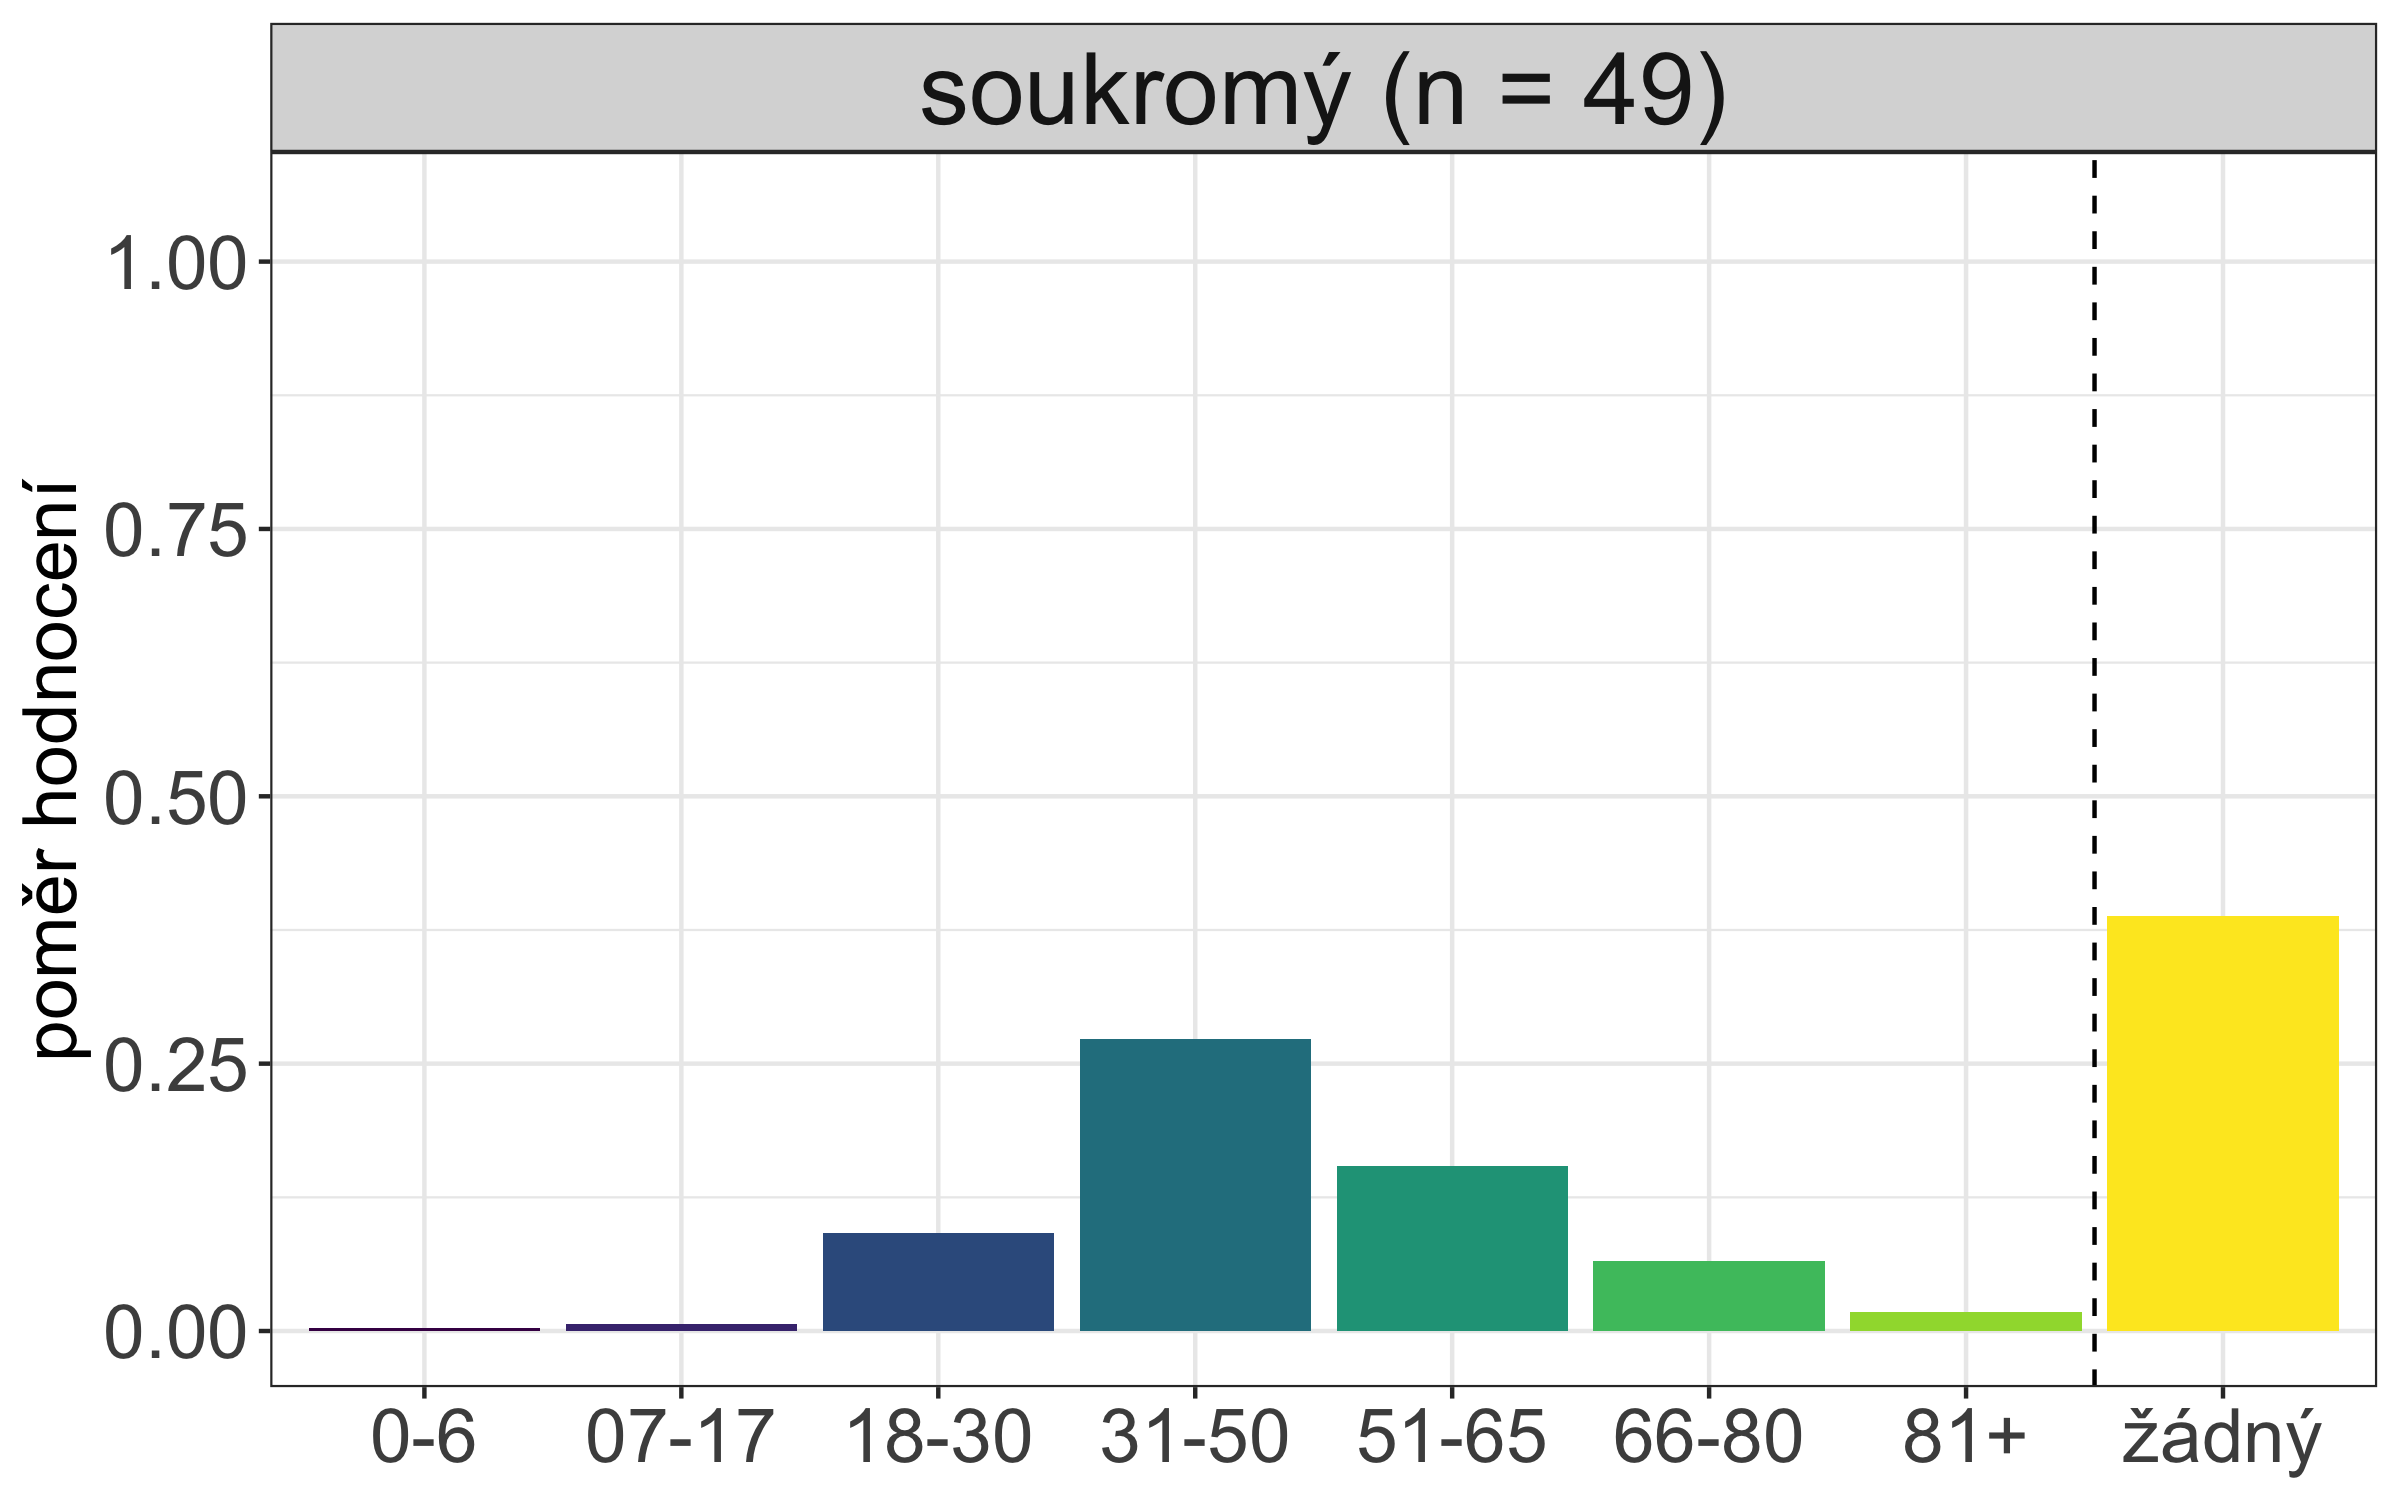 soukromý (n = 49)
poměr hodnocení
1.00
0.75
0.50
0.25
0.00
0-6 07-17 18-30 31-50 51-65 66-80 81+ žádný